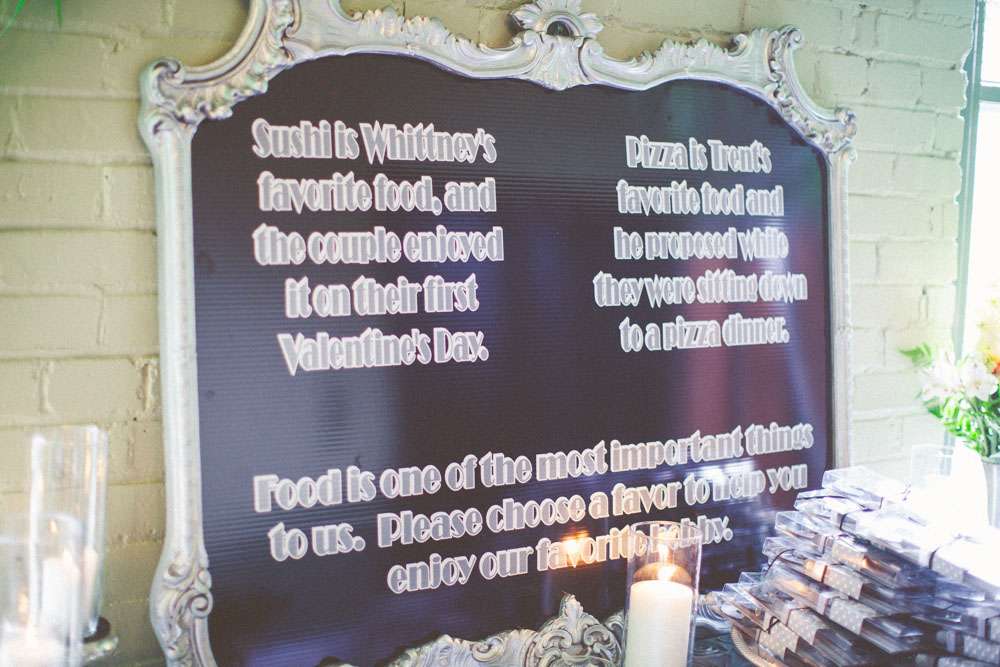 Sushi is Whittney's
favorite food, and
the couple enjoyed
it on their first
Valentine's Day.
Pizza is Trent's
favorite food and
he proposed while
they were sitting down
to a pizza dinner.
Food is one of the most important things
to us. Please choose a favor to help you
enjoy our favorite hobby.